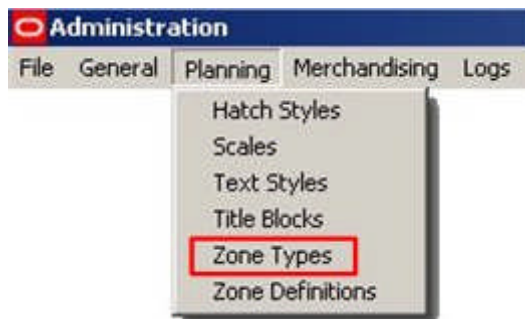 Administration
File General Planning Merchandising Logs
Hatch Styles
Scales
Text Styles
Title Blocks
Zone Types
Zone Definitions